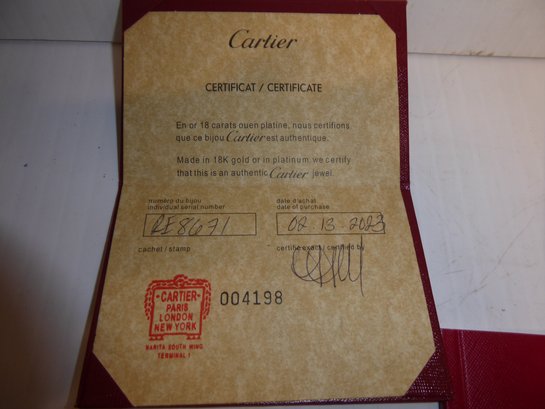 Cartier
CERTIFICAT / CERTIFICATE
En or 18 carats ouen platine, nous certifions
que ce bijou Cartier est authentique.
Made in 18K gold or in platinum, we certify
that this is an authentic Cartier jewel.
numéro du bijou
individual serial number
date d'achat
date of purchase
RE8671
02.13.2023
cachet / stamp
certifié exact / certified by
-CARTIER-
PARIS
LONDON
NEW YORK
004198
NARITA SOUTH WING
TERMINAL 1